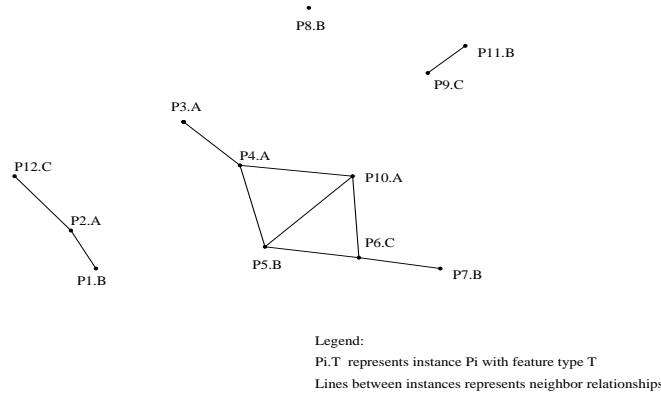 P8.B
P11.B
P9.C
P3.A
P4.A
P12.C
P10.A
P2.A
P6.C
P5.B
P7.B
P1.B
Legend:
Pi.T represents instance Pi with feature type T
Lines between instances represents neighbor relationships